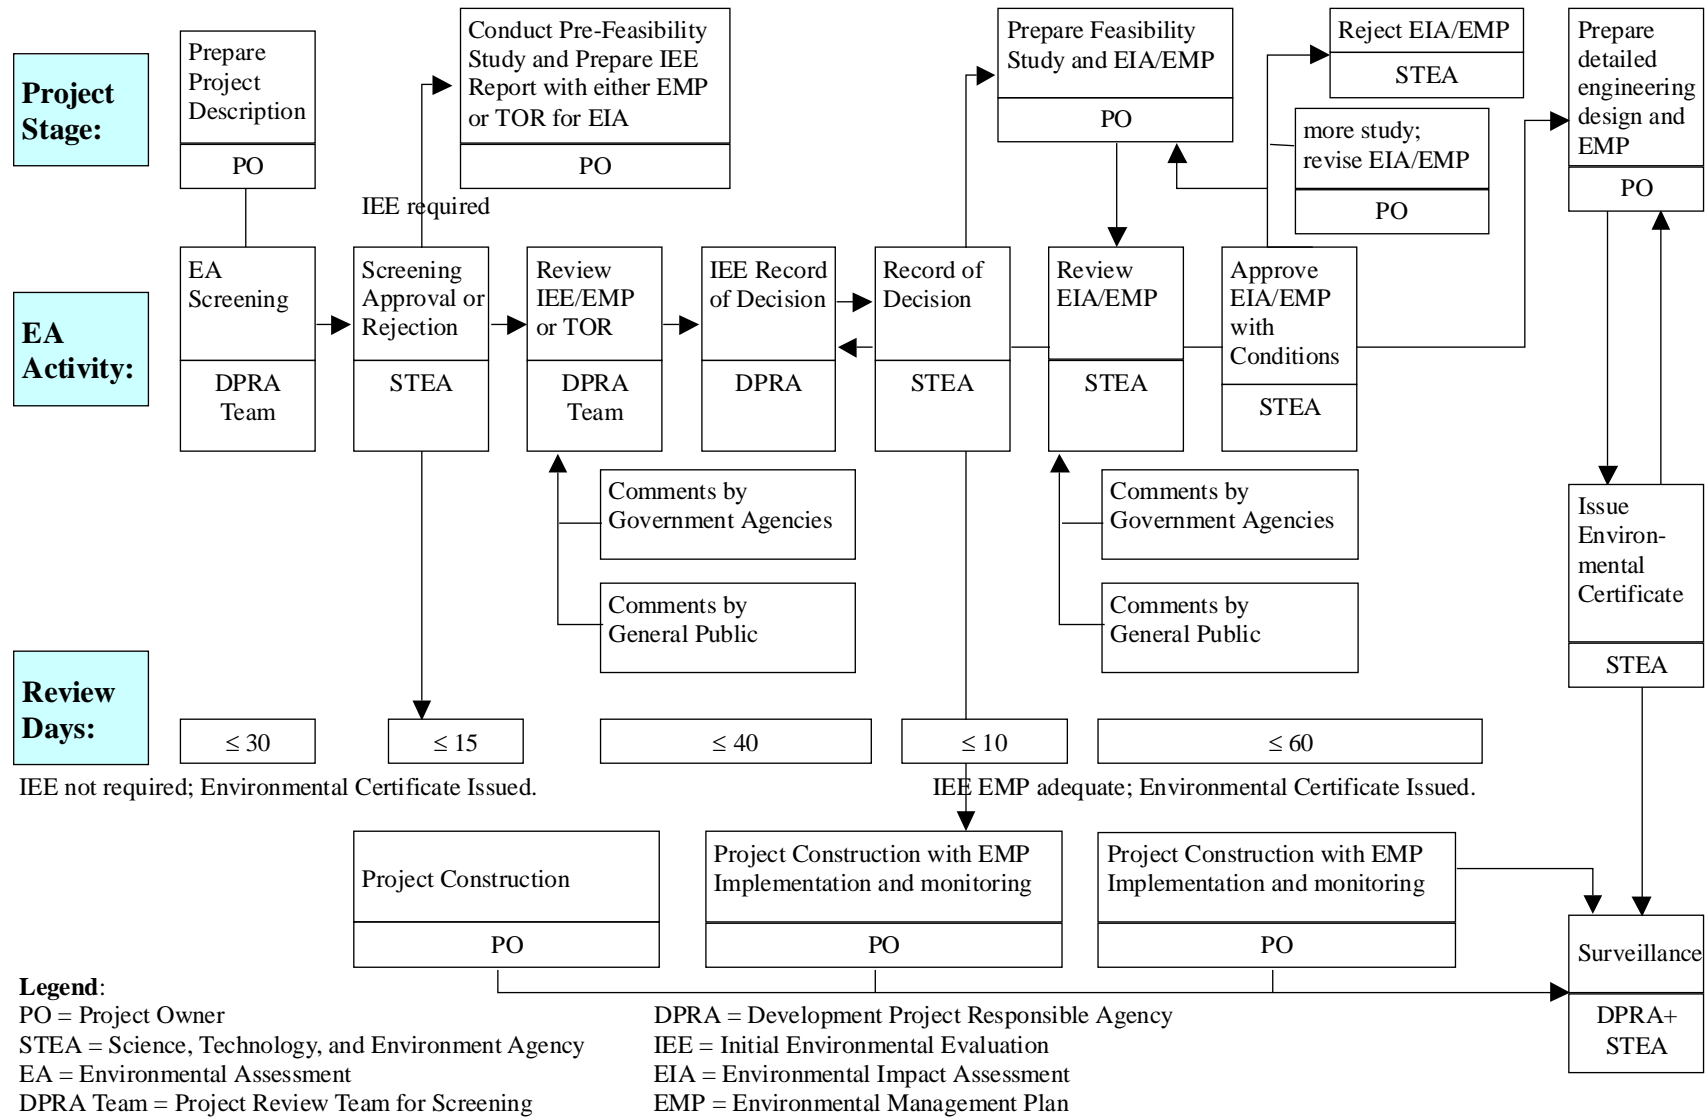 Project
Stage:
Prepare
Project
Description
PO
Conduct Pre-Feasibility
Study and Prepare IEE
Report with either EMP
or TOR for EIA
PO
IEE required
Prepare Feasibility
Study and EIA/EMP
PO
Reject EIA/EMP
STEA
more study;
revise EIA/EMP
PO
Prepare
detailed
engineering
design and
EMP
PO
EA
Activity:
EA
Screening
DPRA
Team
Screening
Approval or
Rejection
STEA
Review
IEE/EMP
or TOR
DPRA
Team
IEE Record
of Decision
DPRA
Record of
Decision
STEA
Review
EIA/EMP
STEA
Approve
EIA/EMP
with
Conditions
STEA
Comments by
Government Agencies
Comments by
General Public
Comments by
Government Agencies
Comments by
General Public
Issue
Environ-
mental
Certificate
STEA
Review
Days:
≤ 30
≤ 15
≤ 40
≤ 10
≤ 60
IEE not required; Environmental Certificate Issued.
IEE EMP adequate; Environmental Certificate Issued.
Project Construction
PO
Project Construction with EMP
Implementation and monitoring
PO
Project Construction with EMP
Implementation and monitoring
PO
Surveillance
DPRA+
STEA
Legend:
PO = Project Owner
STEA = Science, Technology, and Environment Agency
EA = Environmental Assessment
DPRA Team = Project Review Team for Screening
DPRA = Development Project Responsible Agency
IEE = Initial Environmental Evaluation
EIA = Environmental Impact Assessment
EMP = Environmental Management Plan